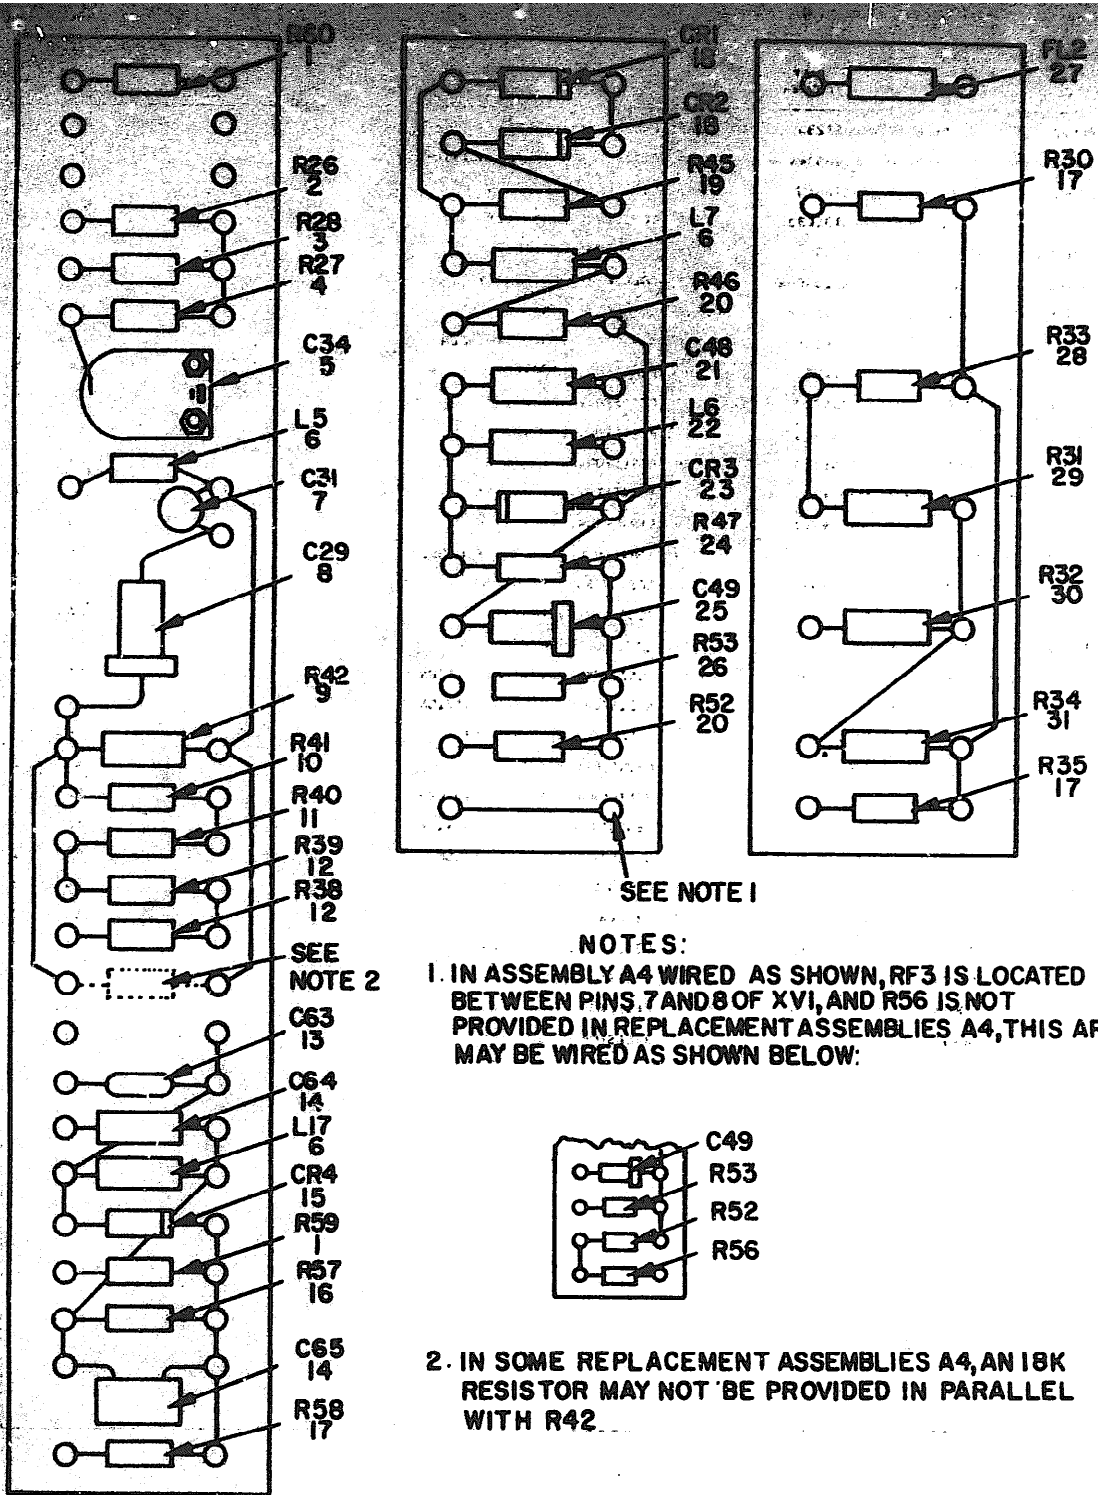 R60
1
R26
2
R28
3
R27
4
C34
5
L5
6
C31
7
C29
8
R42
9
R41
10
R40
11
R39
12
R38
12
SEE
NOTE 2
C63
13
C64
14
L17
6
CR4
15
R59
1
R57
16
C65
14
R58
17
CR1
18
CR2
18
R45
19
L7
6
R46
20
C48
21
L6
22
CR3
23
R47
24
C49
25
R53
26
R52
20
SEE NOTE 1
FL2
27
R30
17
R33
28
R31
29
R32
30
R34
31
R35
17
NOTES:
1. IN ASSEMBLY A4 WIRED AS SHOWN, RF3 IS LOCATED
BETWEEN PINS 7 AND 8 OF XV1, AND R56 IS NOT
PROVIDED IN REPLACEMENT ASSEMBLIES A4, THIS AR
MAY BE WIRED AS SHOWN BELOW:
C49
R53
R52
R56
2. IN SOME REPLACEMENT ASSEMBLIES A4, AN 18K
RESISTOR MAY NOT BE PROVIDED IN PARALLEL
WITH R42